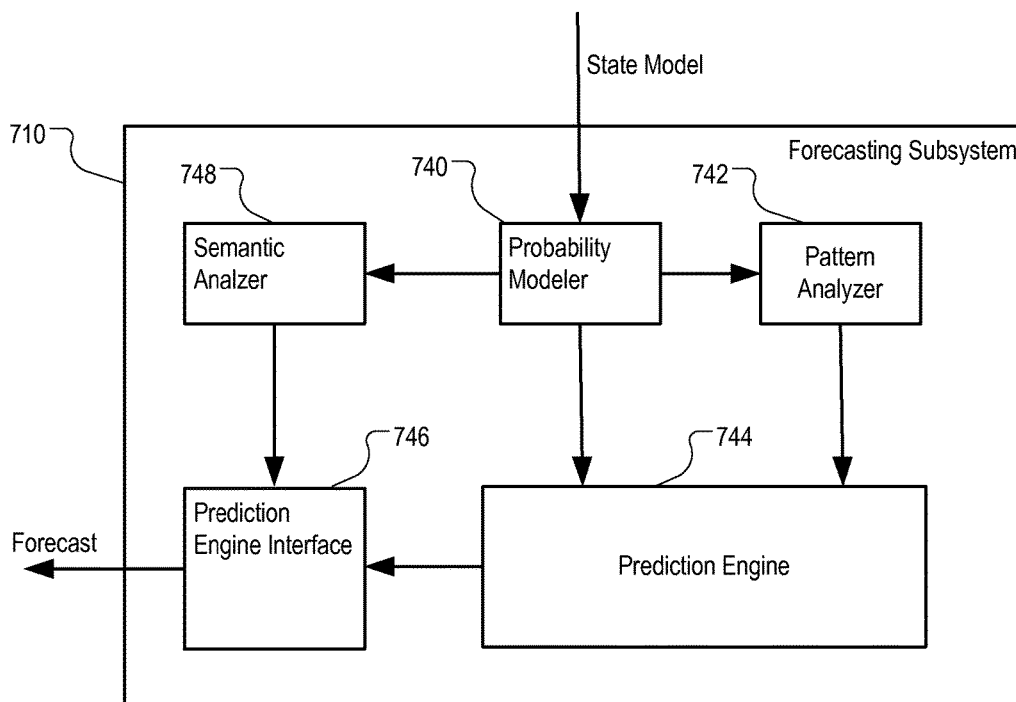 State Model
710
Forecasting Subsystem
748
740
742
Semantic
Analzer
Probability
Modeler
Pattern
Analyzer
746
744
Prediction
Engine Interface
Prediction Engine
Forecast